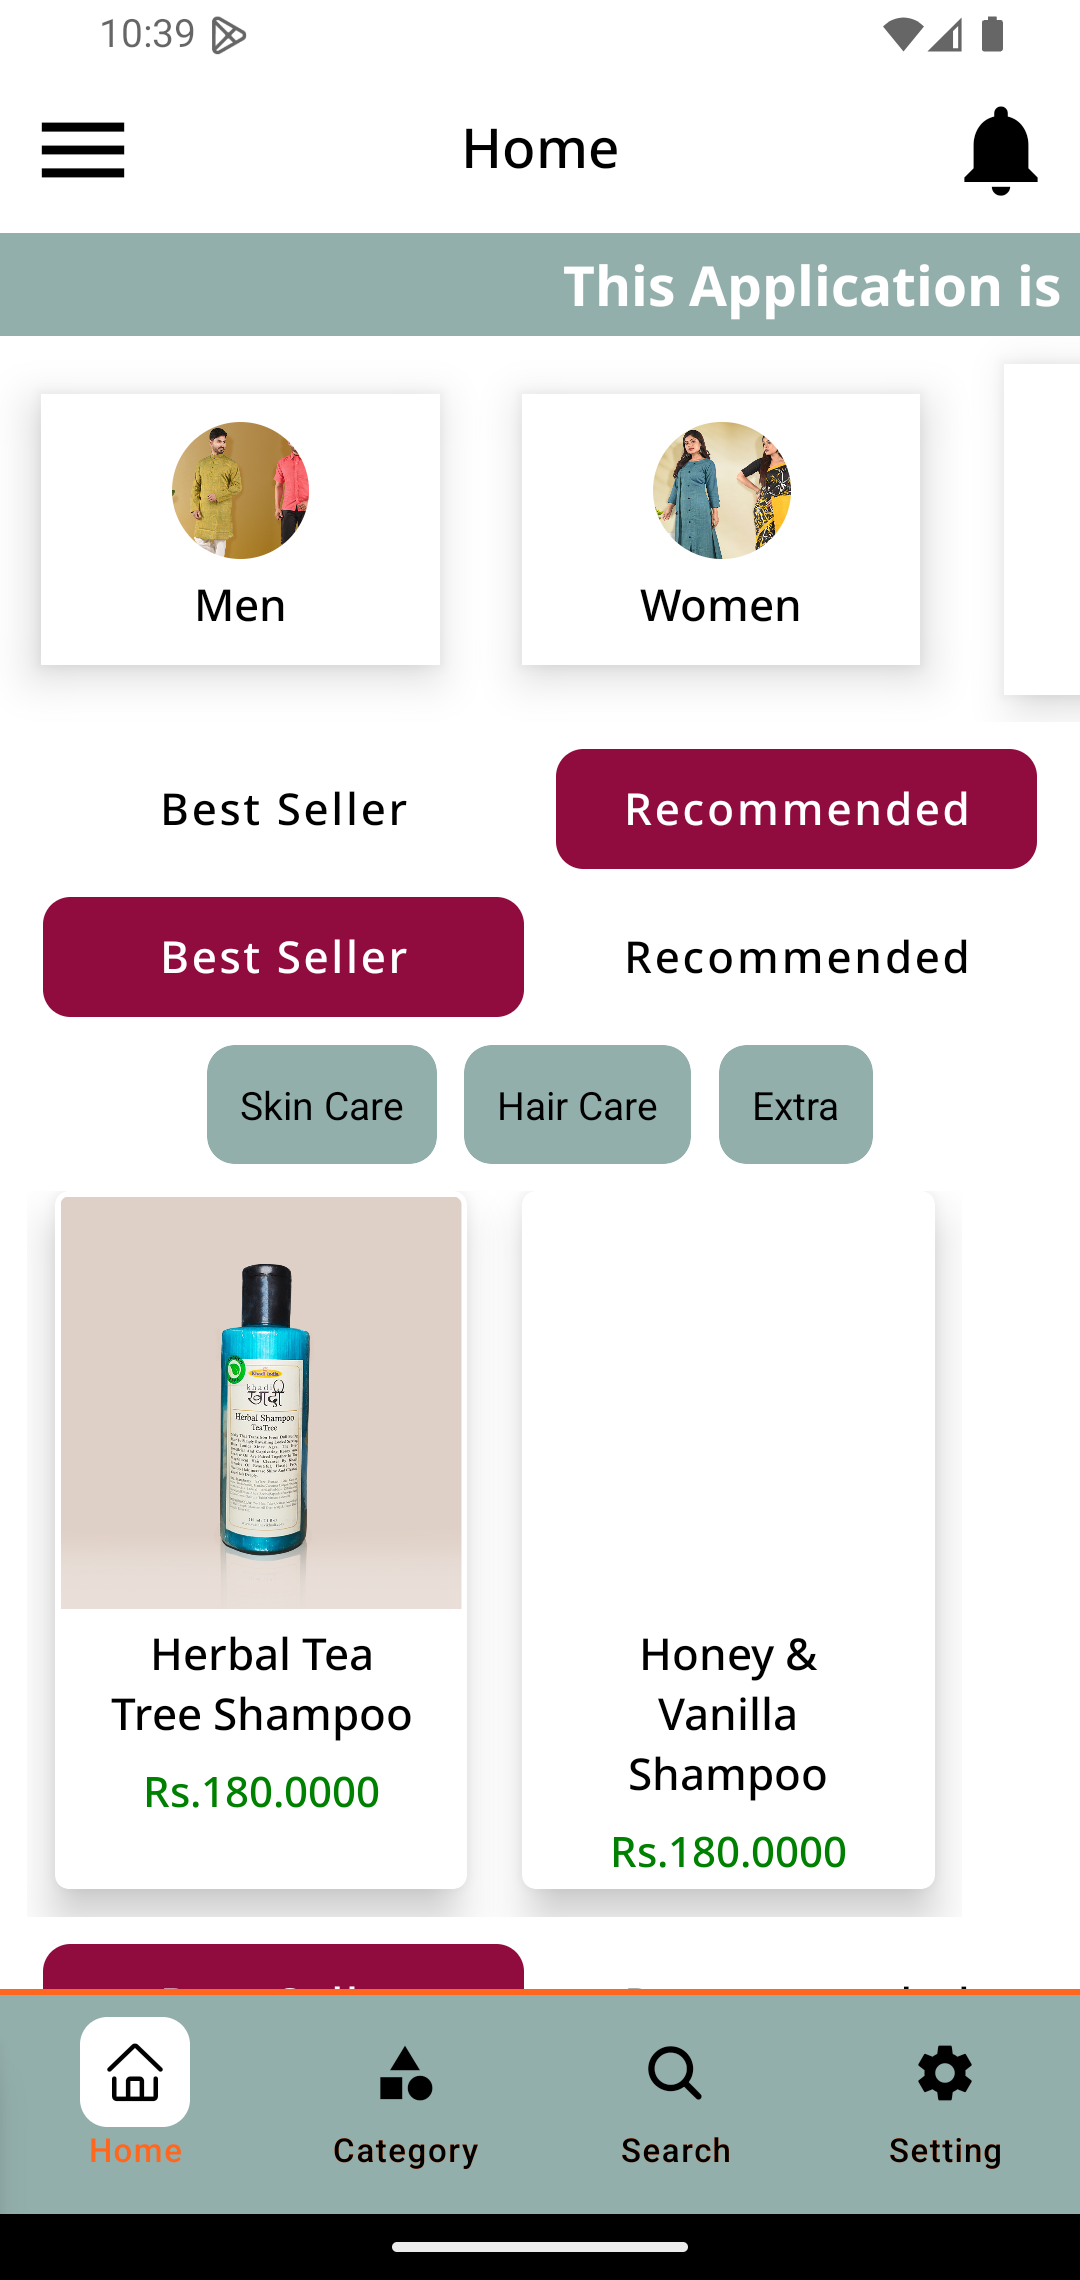 10:39
Home
This Application is
Men
Women
Best Seller
Recommended
Best Seller
Recommended
Skin Care
Hair Care
Extra
Khadi India
khadi
खादी
Herbal Shampoo
Tea Tree
Herbal Tea
Tree Shampoo
Rs.180.0000
Honey &
Vanilla
Shampoo
Rs.180.0000
Home
Category
Search
Setting